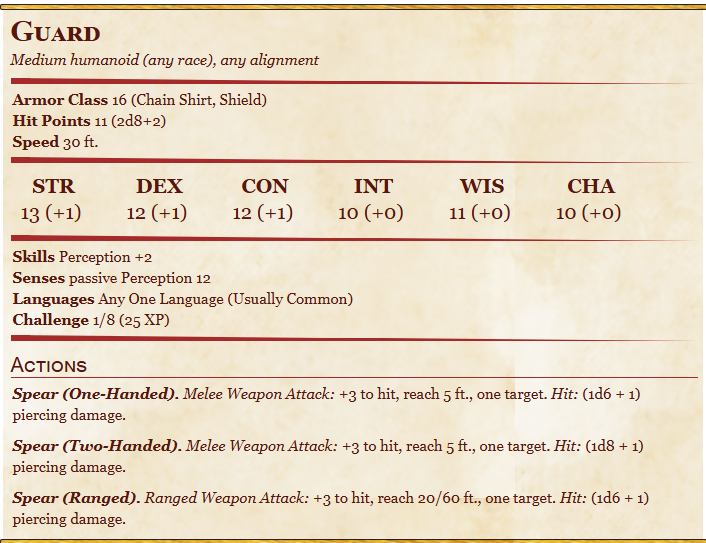 Guard
Medium humanoid (any race), any alignment
Armor Class 16 (Chain Shirt, Shield)
Hit Points 11 (2d8+2)
Speed 30 ft.
STR DEX CON INT WIS CHA
13 (+1) 12 (+1) 12 (+1) 10 (+0) 11 (+0) 10 (+0)
Skills Perception +2
Senses passive Perception 12
Languages Any One Language (Usually Common)
Challenge 1/8 (25 XP)
Actions
Spear (One-Handed). Melee Weapon Attack: +3 to hit, reach 5 ft., one target. Hit: (1d6 + 1)
piercing damage.
Spear (Two-Handed). Melee Weapon Attack: +3 to hit, reach 5 ft., one target. Hit: (1d8 + 1)
piercing damage.
Spear (Ranged). Ranged Weapon Attack: +3 to hit, reach 20/60 ft., one target. Hit: (1d6 + 1)
piercing damage.